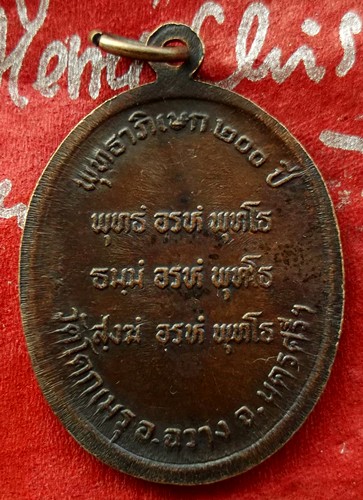 พุทธาภิเษก ๒๐๐ ปี
พุทธํ อรหํ พุทโธ
ธมฺมํ อรหํ พุทโธ
สงฺฆํ อรหํ พุทโธ
วัดโคกเมรุ อ.ฉวาง จ.นครศรีฯ